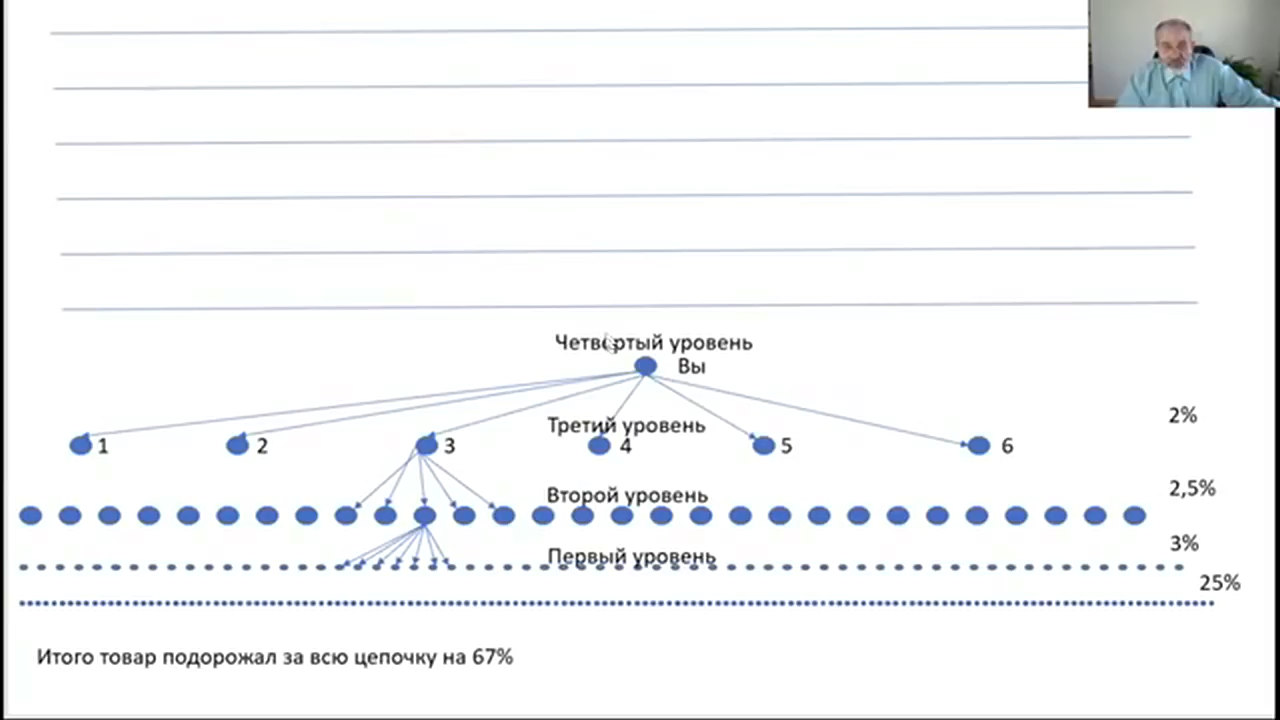 Четвёртый уровень
Вы
2%
Третий уровень
1 2 3 4 5 6
2,5%
Второй уровень
3%
Первый уровень
25%
Итого товар подорожал за всю цепочку на 67%